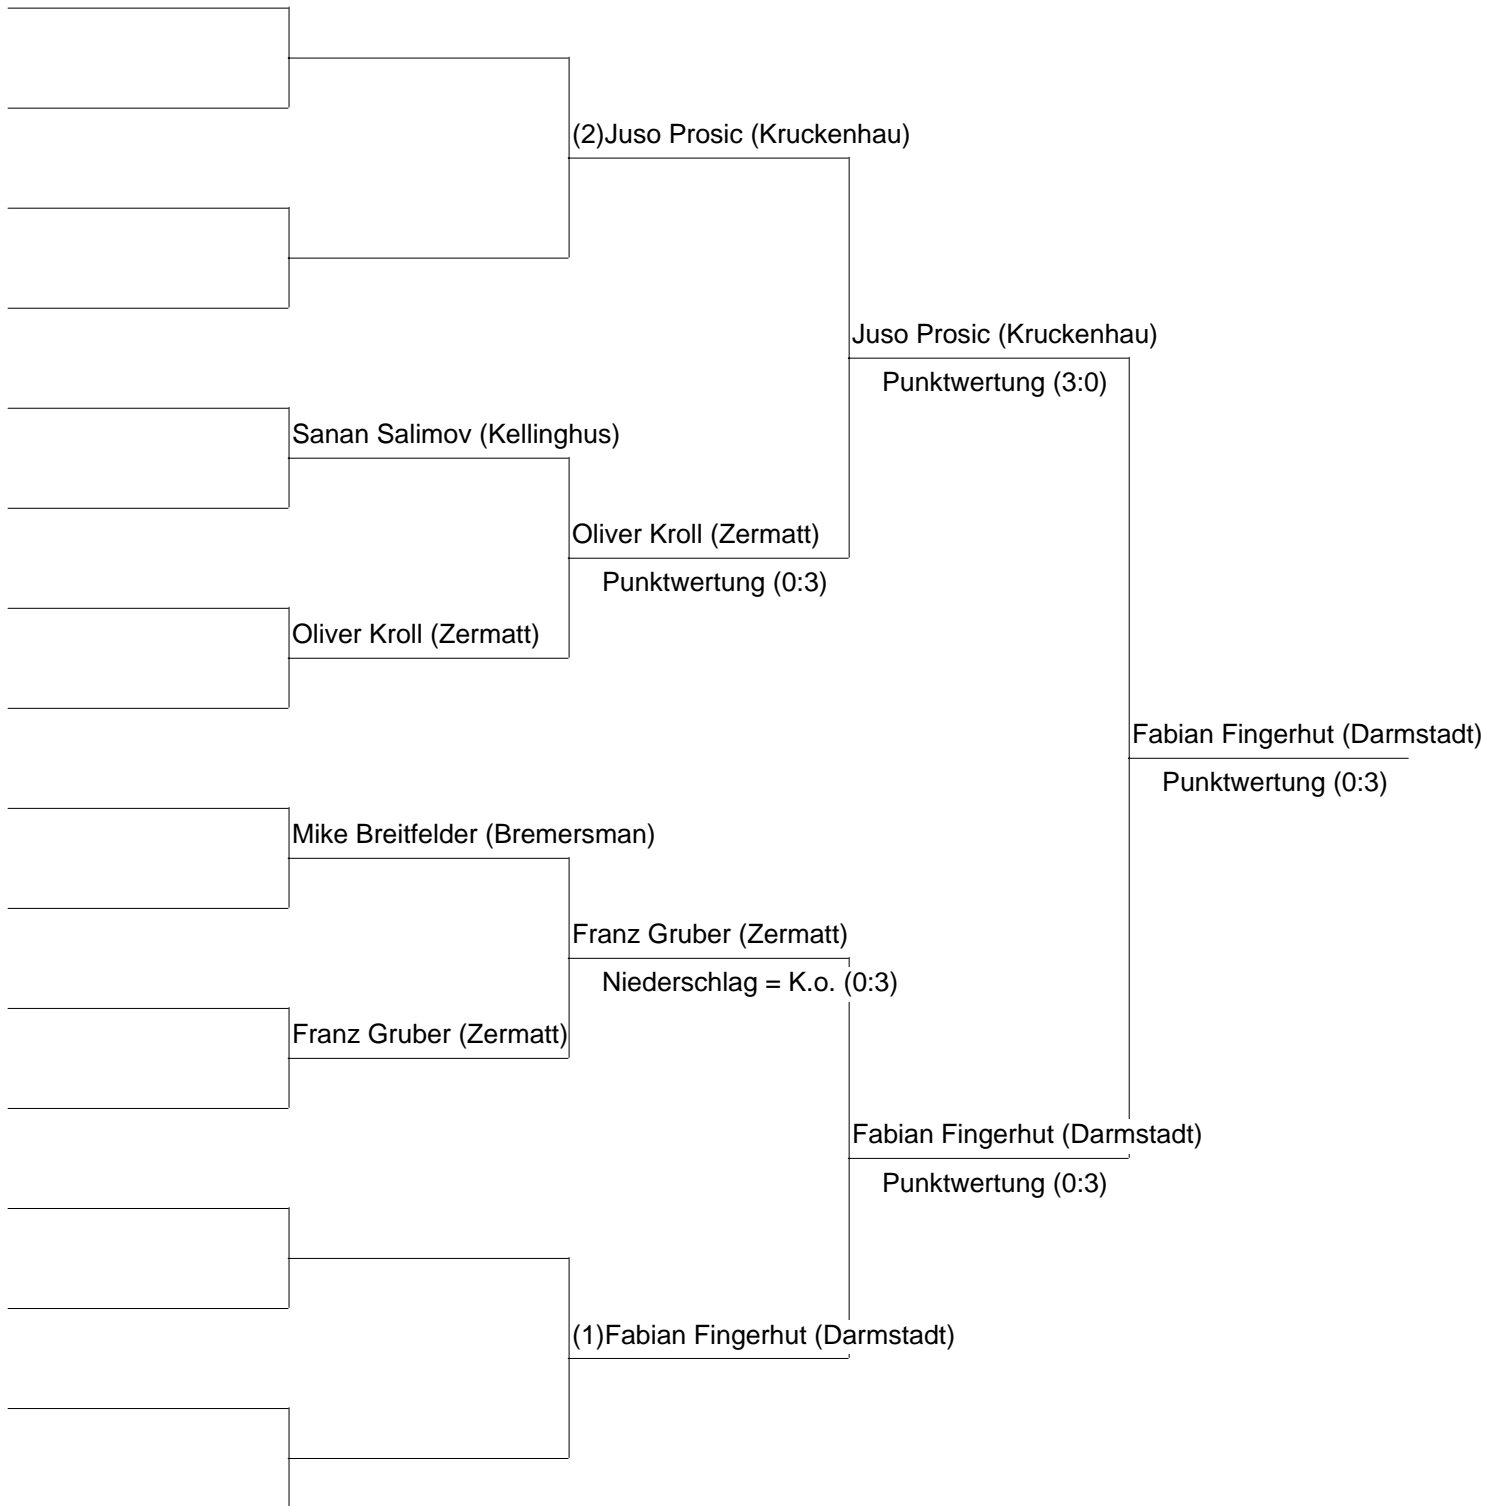 (2)Juso Prosic (Kruckenhau)
Juso Prosic (Kruckenhau)
Punktwertung (3:0)
Sanan Salimov (Kellinghus)
Oliver Kroll (Zermatt)
Punktwertung (0:3)
Oliver Kroll (Zermatt)
Fabian Fingerhut (Darmstadt)
Punktwertung (0:3)
Mike Breitfelder (Bremersman)
Franz Gruber (Zermatt)
Niederschlag = K.o. (0:3)
Franz Gruber (Zermatt)
Fabian Fingerhut (Darmstadt)
Punktwertung (0:3)
(1)Fabian Fingerhut (Darmstadt)